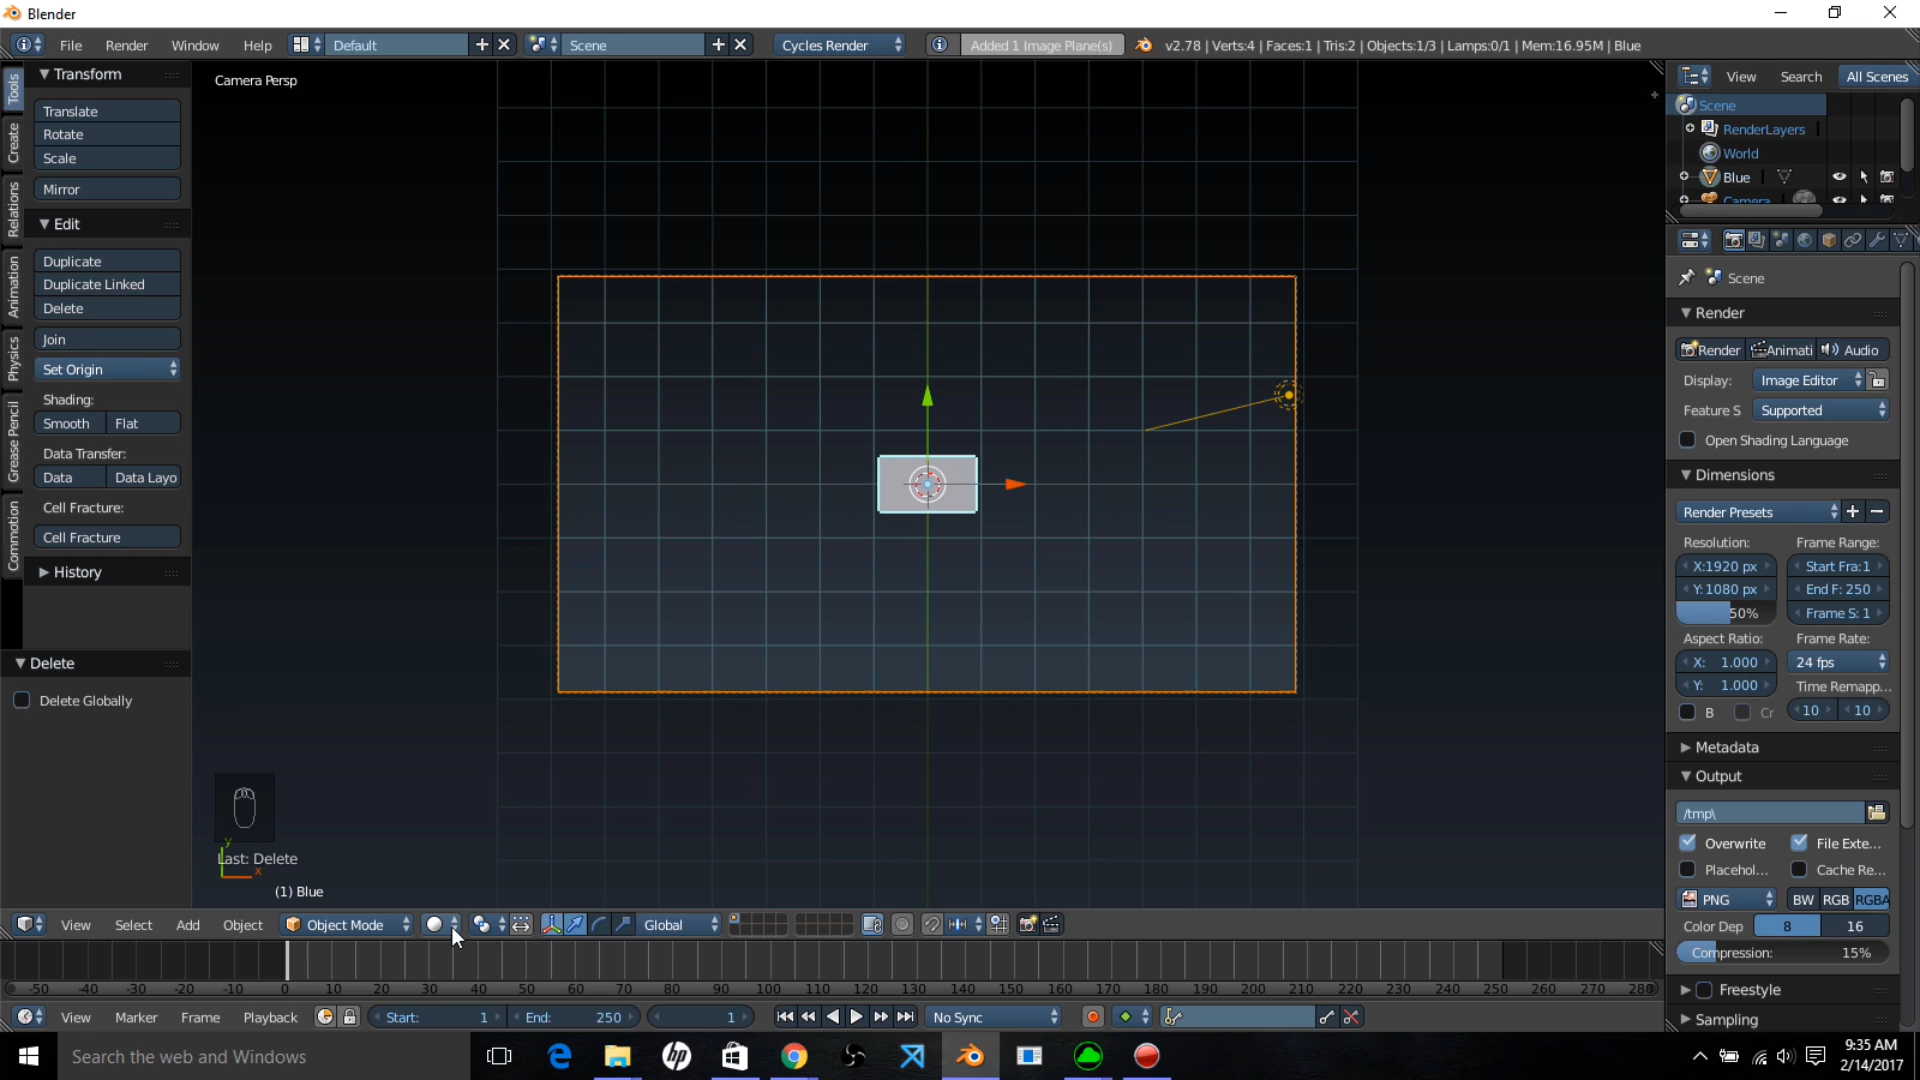 Blender
File Render Window Help Default Scene Cycles Render Added 1 Image Plane(s) v2.78 | Verts:4 | Faces:1 | Tris:2 | Objects:1/3 | Lamps:0/1 | Mem:16.95M | Blue
Tools
Create
Relations
Animation
Physics
Grease Pencil
Commotion
Transform
Translate
Rotate
Scale
Mirror
Edit
Duplicate
Duplicate Linked
Delete
Join
Set Origin
Shading:
Smooth Flat
Data Transfer:
Data Data Layo
Cell Fracture:
Cell Fracture
History
Delete
Delete Globally
Camera Persp
y
Last: Delete
x
(1) Blue
View Search All Scenes
Scene
RenderLayers
World
Blue
Camera
Scene
Render
Render Animati Audio
Display: Image Editor
Feature S Supported
Open Shading Language
Dimensions
Render Presets
Resolution: Frame Range:
X:1920 px Start Fra:1
Y:1080 px End F: 250
50% Frame S: 1
Aspect Ratio: Frame Rate:
X: 1.000 24 fps
Y: 1.000 Time Remapp...
B Cr 10 10
Metadata
Output
/tmp\
Overwrite File Exte...
Placehol... Cache Re...
PNG BW RGB RGBA
Color Dep 8 16
Compression: 15%
Freestyle
Sampling
View Select Add Object Object Mode Global
-50 -40 -30 -20 -10 0 10 20 30 40 50 60 70 80 90 100 110 120 130 140 150 160 170 180 190 200 210 220 230 240 250 260 270 280
View Marker Frame Playback Start: 1 End: 250 1 No Sync
Search the web and Windows
hp
9:35 AM
2/14/2017